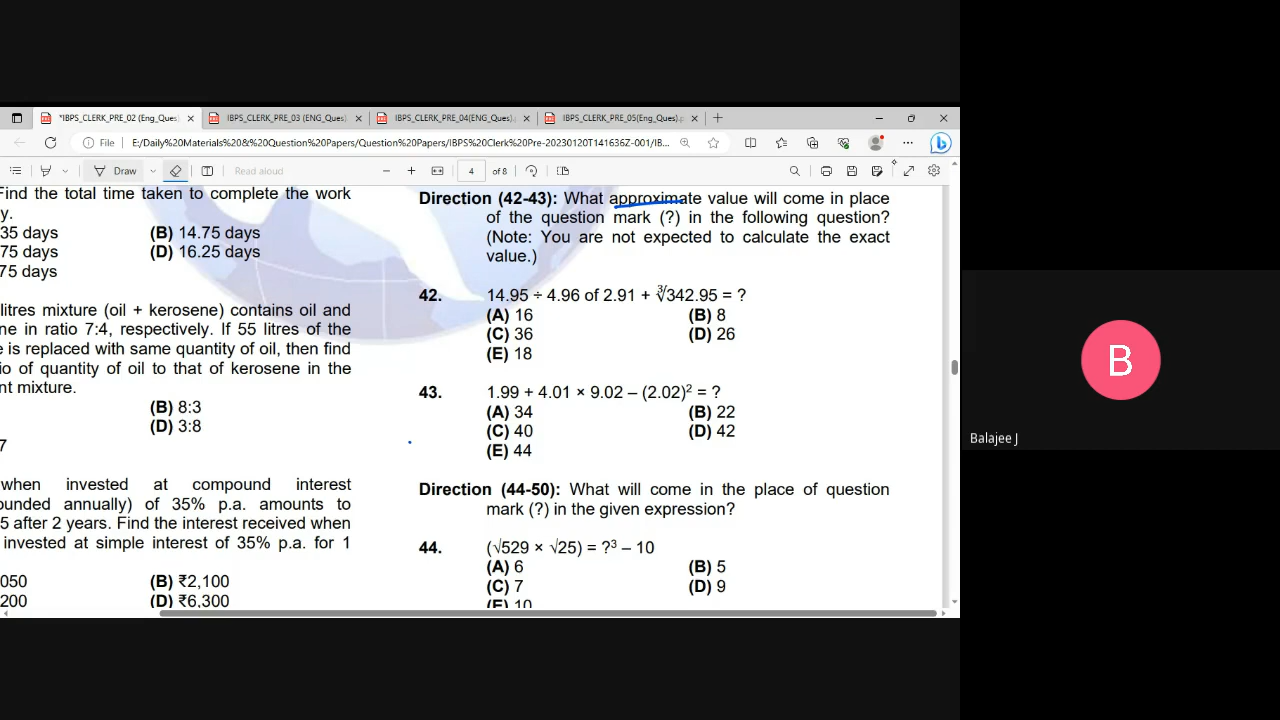 *IBPS_CLERK_PRE_02 (Eng_Ques)
IBPS_CLERK_PRE_03 (ENG_Ques)
IBPS_CLERK_PRE_04(ENG_Ques).
IBPS_CLERK_PRE_05(Eng_Ques).p
File
E:/Daily%20Materials%20&%20Question%20Papers/Question%20Papers/IBPS%20Clerk%20Pre-20230120T141636Z-001/IB...
Draw
Read aloud
4
of 8
Find the total time taken to complete the work
y.
35 days
(B) 14.75 days
75 days
(D) 16.25 days
75 days
litres mixture (oil + kerosene) contains oil and
ne in ratio 7:4, respectively. If 55 litres of the
e is replaced with same quantity of oil, then find
io of quantity of oil to that of kerosene in the
nt mixture.
(B) 8:3
(D) 3:8
7
when invested at compound interest
ounded annually) of 35% p.a. amounts to
5 after 2 years. Find the interest received when
invested at simple interest of 35% p.a. for 1
050
(B) ₹2,100
200
(D) ₹6,300
Direction (42-43): What approximate value will come in place
of the question mark (?) in the following question?
(Note: You are not expected to calculate the exact
value.)
42. 14.95 ÷ 4.96 of 2.91 + ∛342.95 = ?
(A) 16 (B) 8
(C) 36 (D) 26
(E) 18
43. 1.99 + 4.01 × 9.02 – (2.02)² = ?
(A) 34 (B) 22
(C) 40 (D) 42
(E) 44
Direction (44-50): What will come in the place of question
mark (?) in the given expression?
44. (√529 × √25) = ?³ – 10
(A) 6 (B) 5
(C) 7 (D) 9
(E) 10
B
Balajee J